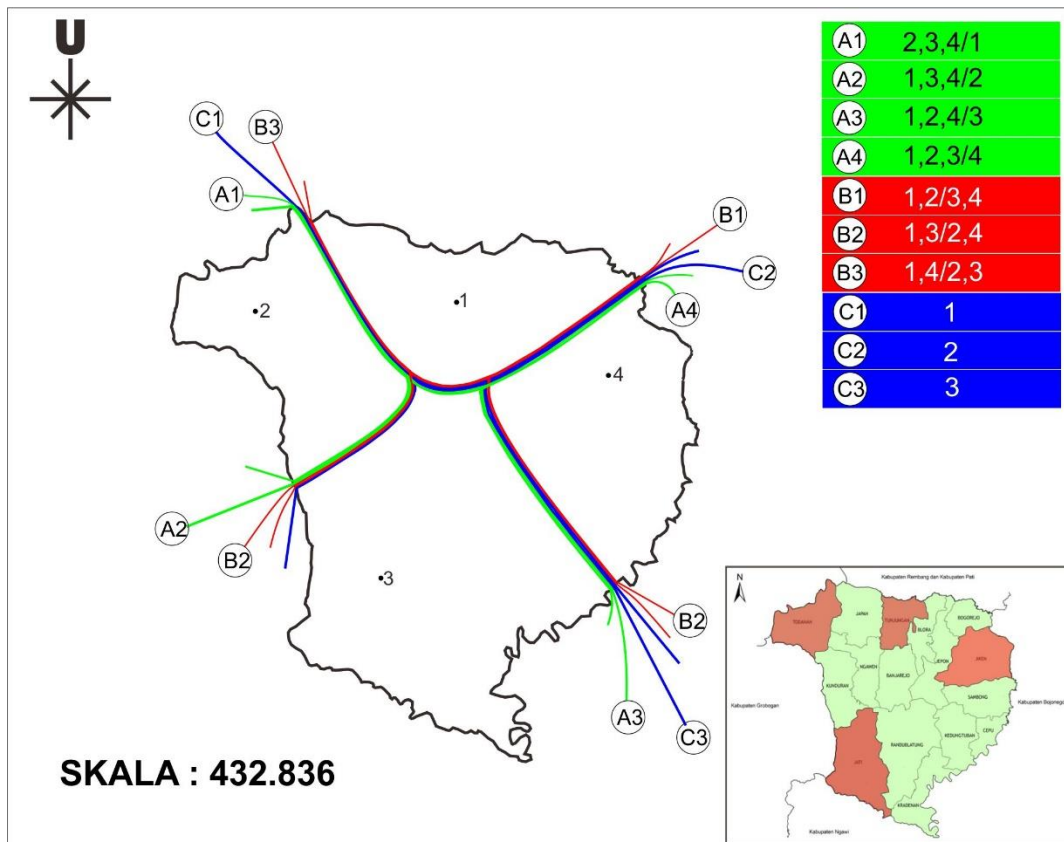 U
C1
B3
A1
B1
C2
A4
1
2
4
3
A2
B2
B2
A3
C3
A1 2,3,4/1
A2 1,3,4/2
A3 1,2,4/3
A4 1,2,3/4
B1 1,2/3,4
B2 1,3/2,4
B3 1,4/2,3
C1 1
C2 2
C3 3
SKALA : 432.836
N
Kabupaten Rembang dan Kabupaten Pati
TODANAN
JAPAH
TUNJUNGAN
BLORA
BOGOREJO
JEPON
JIKEN
NGAWEN
BANJAREJO
KUNDURAN
SAMBONG
Kabupaten Grobogan
Kabupaten Bojonego
CEPU
KEDUNGTUBAN
RANDUBLATUNG
JATI
KRADENAN
Kabupaten Ngawi